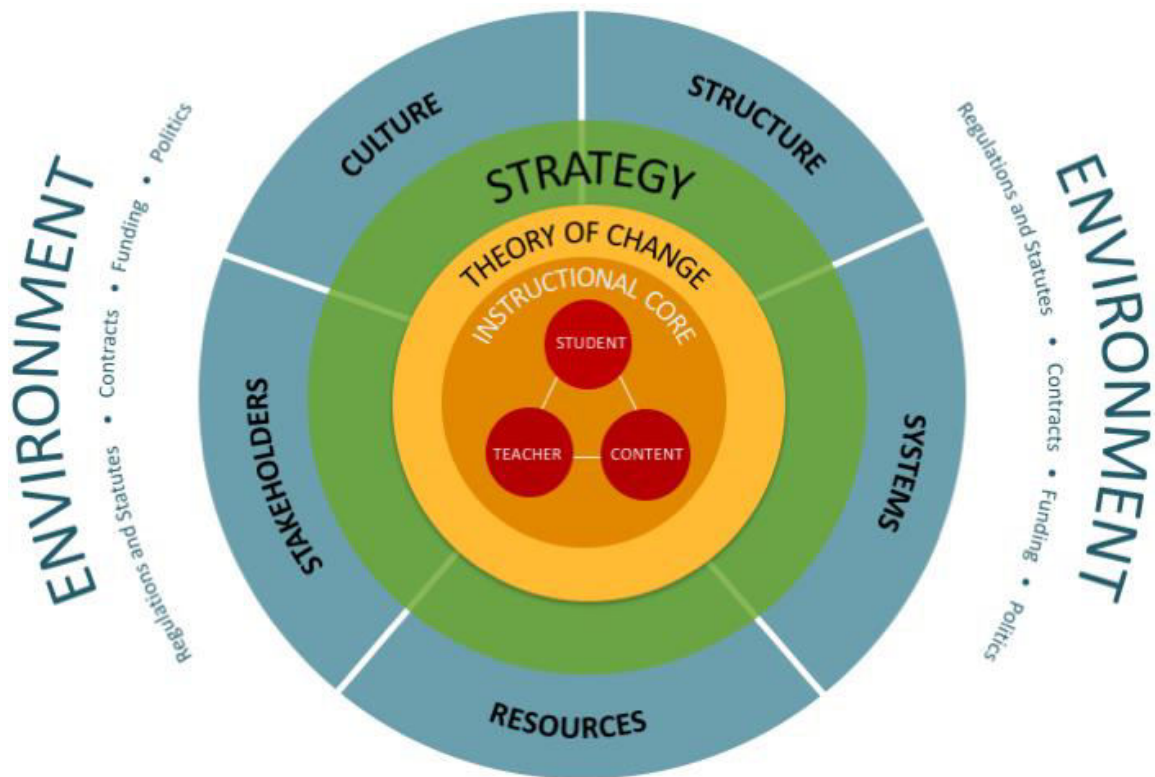 ENVIRONMENT
Regulations and Statutes • Contracts • Funding • Politics
CULTURE
STRUCTURE
STRATEGY
THEORY OF CHANGE
INSTRUCTIONAL CORE
STUDENT
TEACHER
CONTENT
STAKEHOLDERS
SYSTEMS
RESOURCES
Regulations and Statutes • Contracts • Funding • Politics
ENVIRONMENT